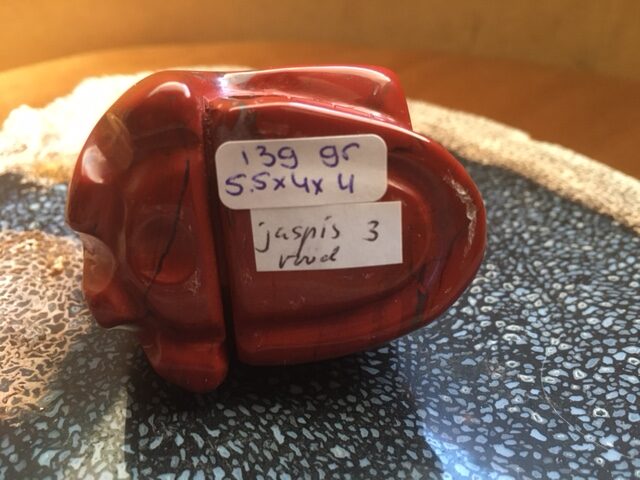 139 gr
5.5x4x4
jaspis 3
rood